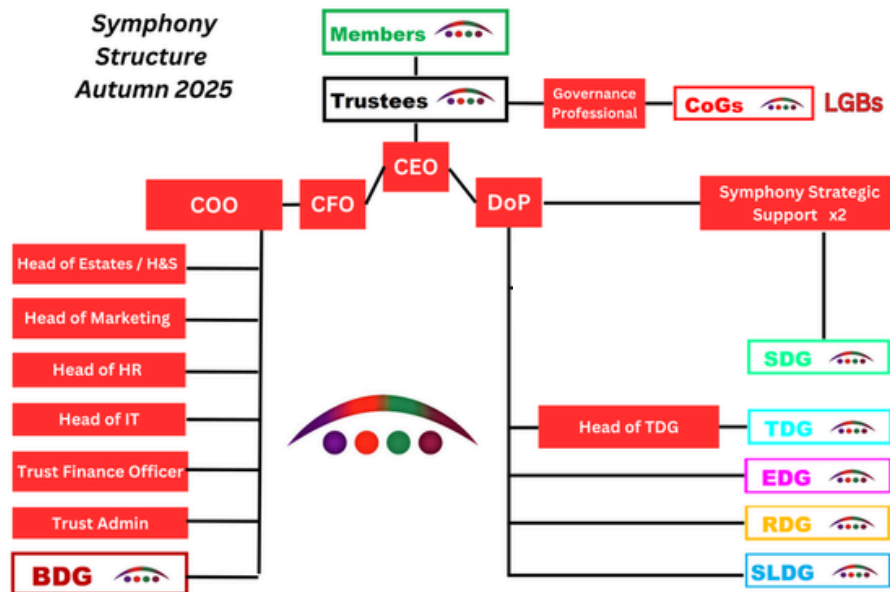 Symphony
Structure
Autumn 2025
Members
Trustees
Governance
Professional
CoGs
LGBs
CEO
COO
CFO
DoP
Symphony Strategic
Support x2
Head of Estates / H&S
Head of Marketing
Head of HR
Head of IT
Trust Finance Officer
Trust Admin
BDG
SDG
Head of TDG
TDG
EDG
RDG
SLDG